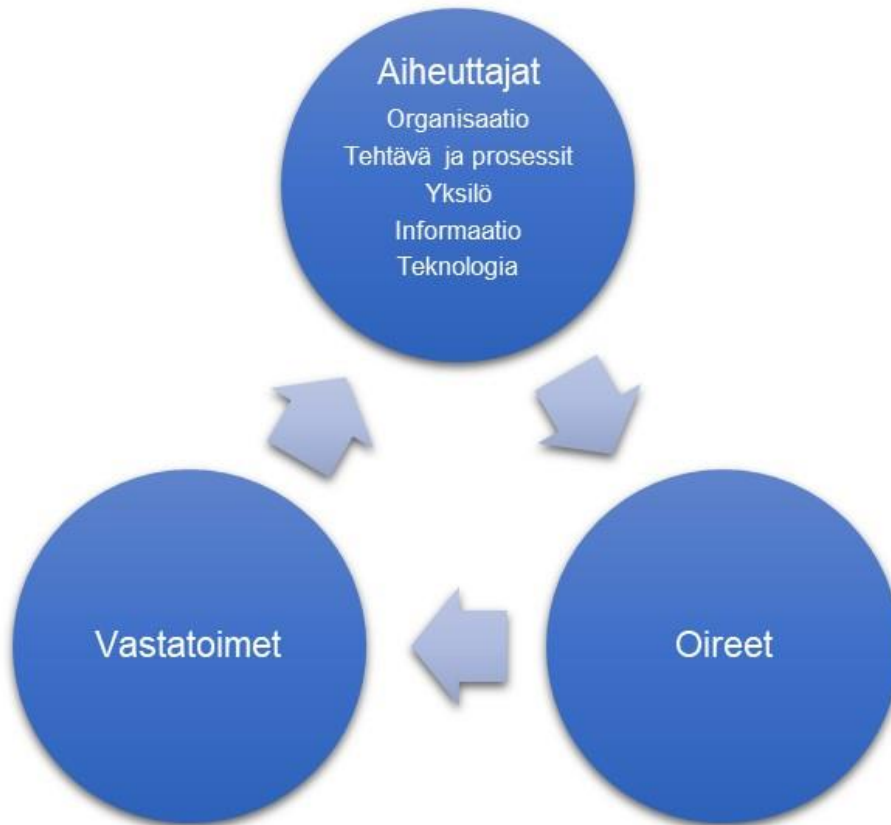 Aiheuttajat
Organisaatio
Tehtävä ja prosessit
Yksilö
Informaatio
Teknologia
Vastatoimet
Oireet